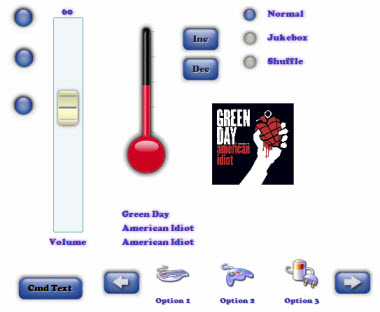 60
Normal
Jukebox
Shuffle
Inc
Dec
GREEN
DAY
american
idiot
Green Day
American Idiot
American Idiot
Volume
Cmd Text
Option 1
Option 2
Option 3